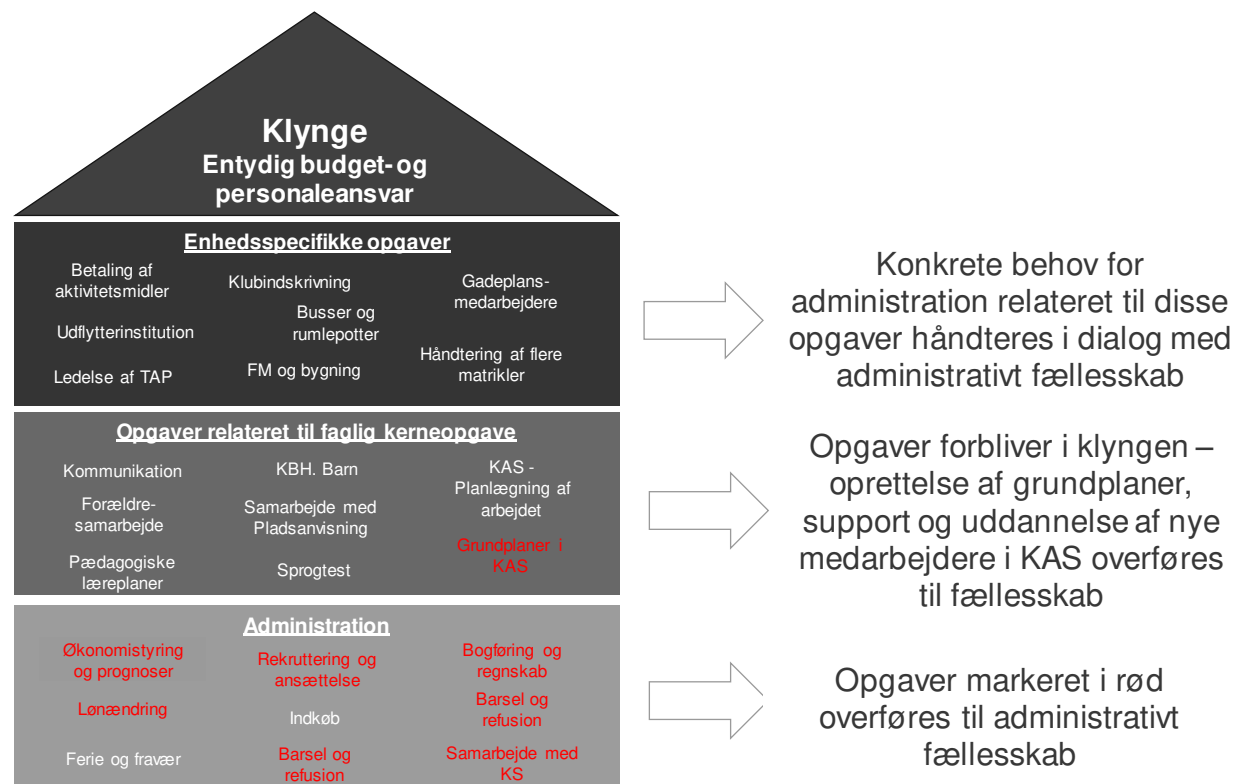 Klynge
Entydig budget- og
personaleansvar
Enhedsspecifikke opgaver
Betaling af
aktivitetsmidler
Klubindskrivning
Gadeplans-
medarbejdere
Udflytterinstitution
Busser og
rumlepotter
Ledelse af TAP
FM og bygning
Håndtering af flere
matrikler
Konkrete behov for
administration relateret til disse
opgaver håndteres i dialog med
administrativt fællesskab
Opgaver relateret til faglig kerneopgave
Kommunikation
KBH. Barn
KAS -
Planlægning af
arbejdet
Forældre-
samarbejde
Samarbejde med
Pladsanvisning
Grundplaner i
KAS
Pædagogiske
læreplaner
Sprogtest
Opgaver forbliver i klyngen –
oprettelse af grundplaner,
support og uddannelse af nye
medarbejdere i KAS overføres
til fællesskab
Administration
Økonomistyring
og prognoser
Rekruttering og
ansættelse
Bogføring og
regnskab
Lønændring
Indkøb
Barsel og
refusion
Ferie og fravær
Barsel og
refusion
Samarbejde med
KS
Opgaver markeret i rød
overføres til administrativt
fællesskab